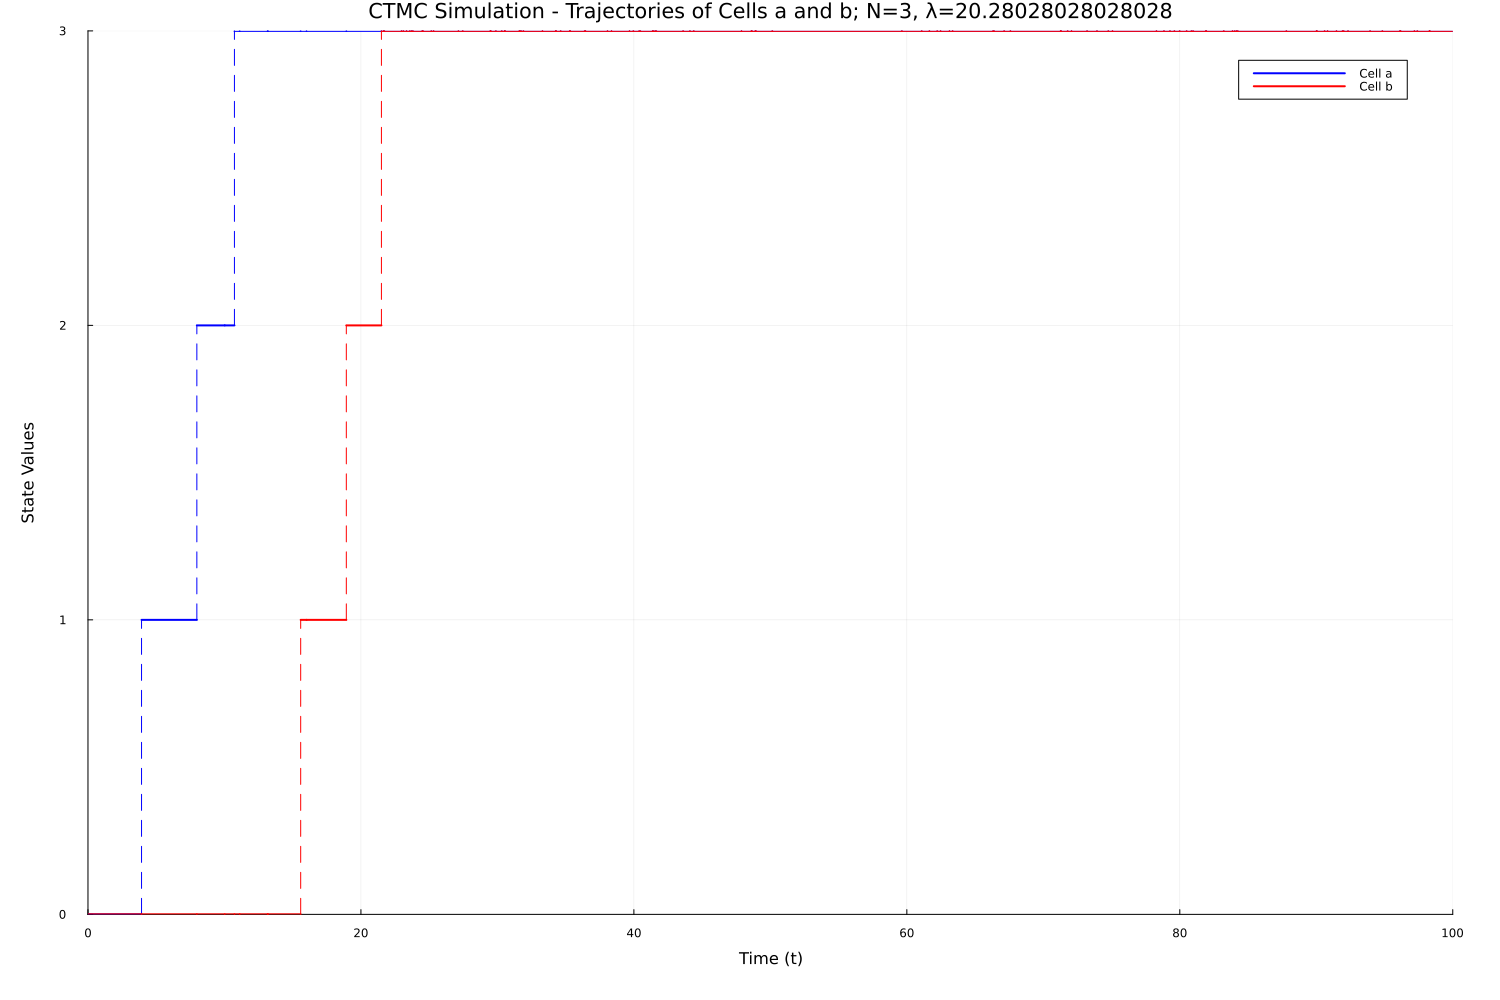 CTMC Simulation - Trajectories of Cells a and b; N=3, λ=20.28028028028028
3
Cell a
Cell b
2
State Values
1
0
0 20 40 60 80 100
Time (t)